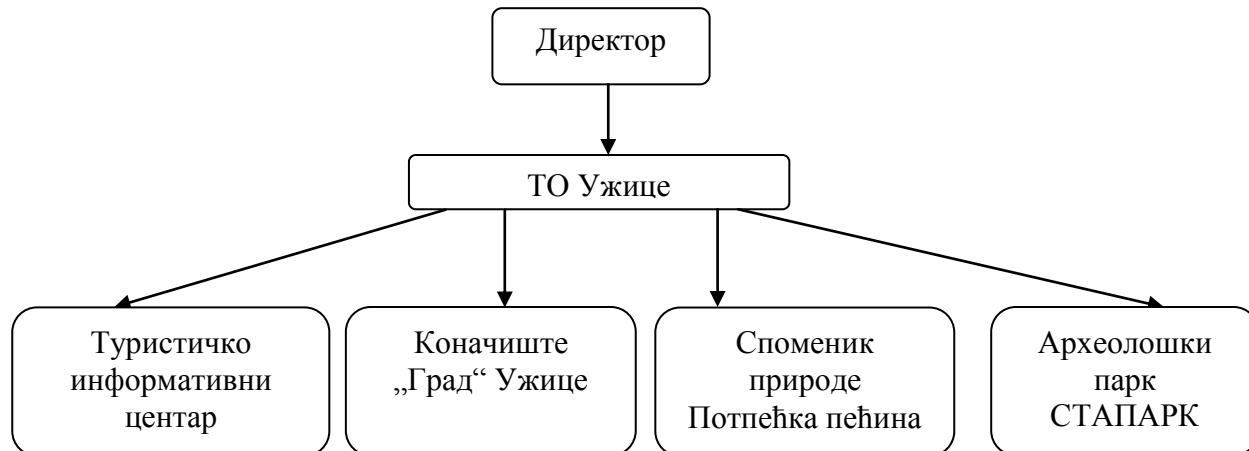 Директор
ТО Ужице
Туристичко
информативни
центар
Коначиште
„Град“ Ужице
Споменик
природе
Потпећка пећина
Археолошки
парк
СТАПАРК